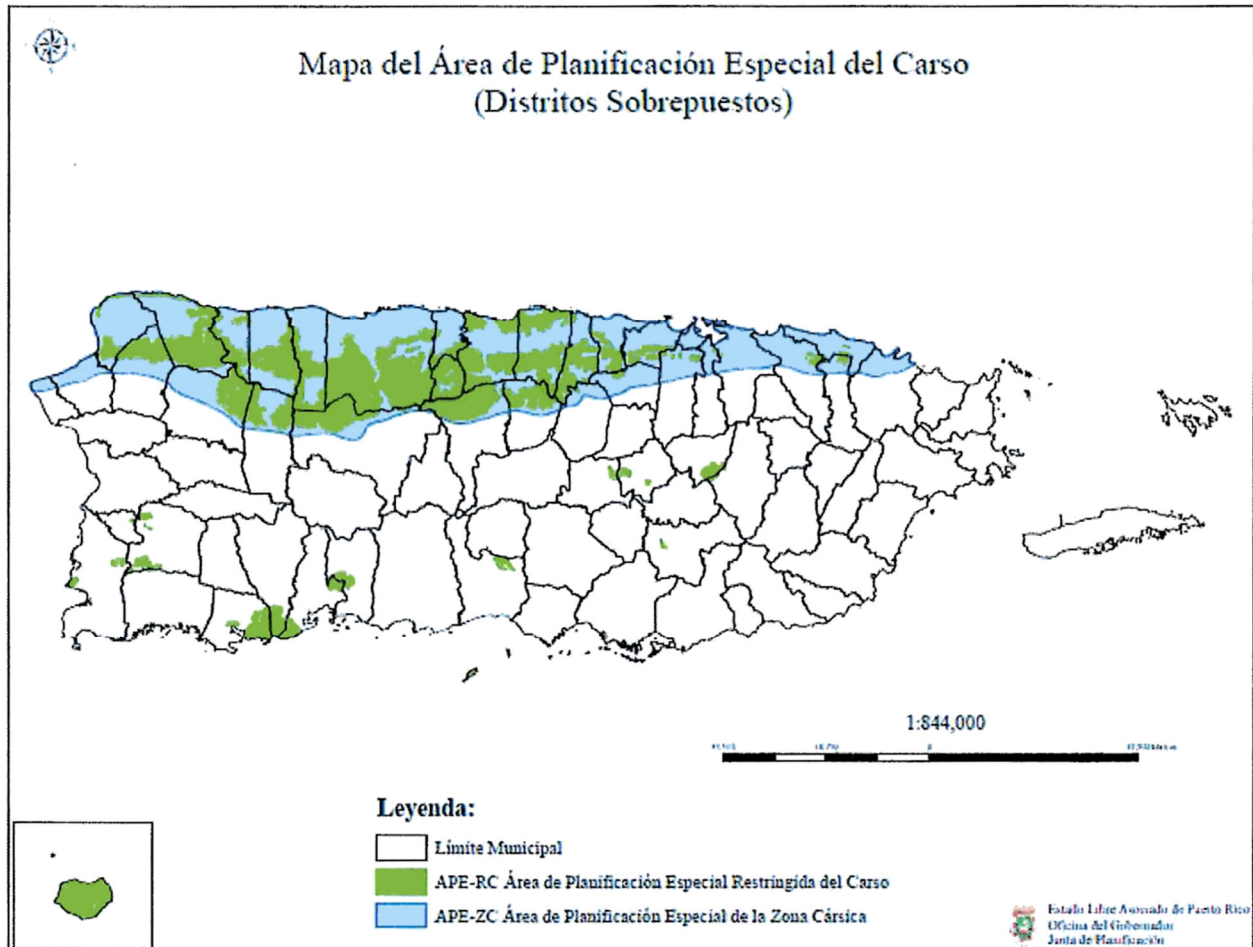 Mapa del Área de Planificación Especial del Carso
(Distritos Sobrepuestos)
1:844,000
Leyenda:
Límite Municipal
APE-RC Área de Planificación Especial Restringida del Carso
APE-ZC Área de Planificación Especial de la Zona Cársica
Estado Libre Asociado de Puerto Rico
Oficina del Gobernador
Junta de Planificación